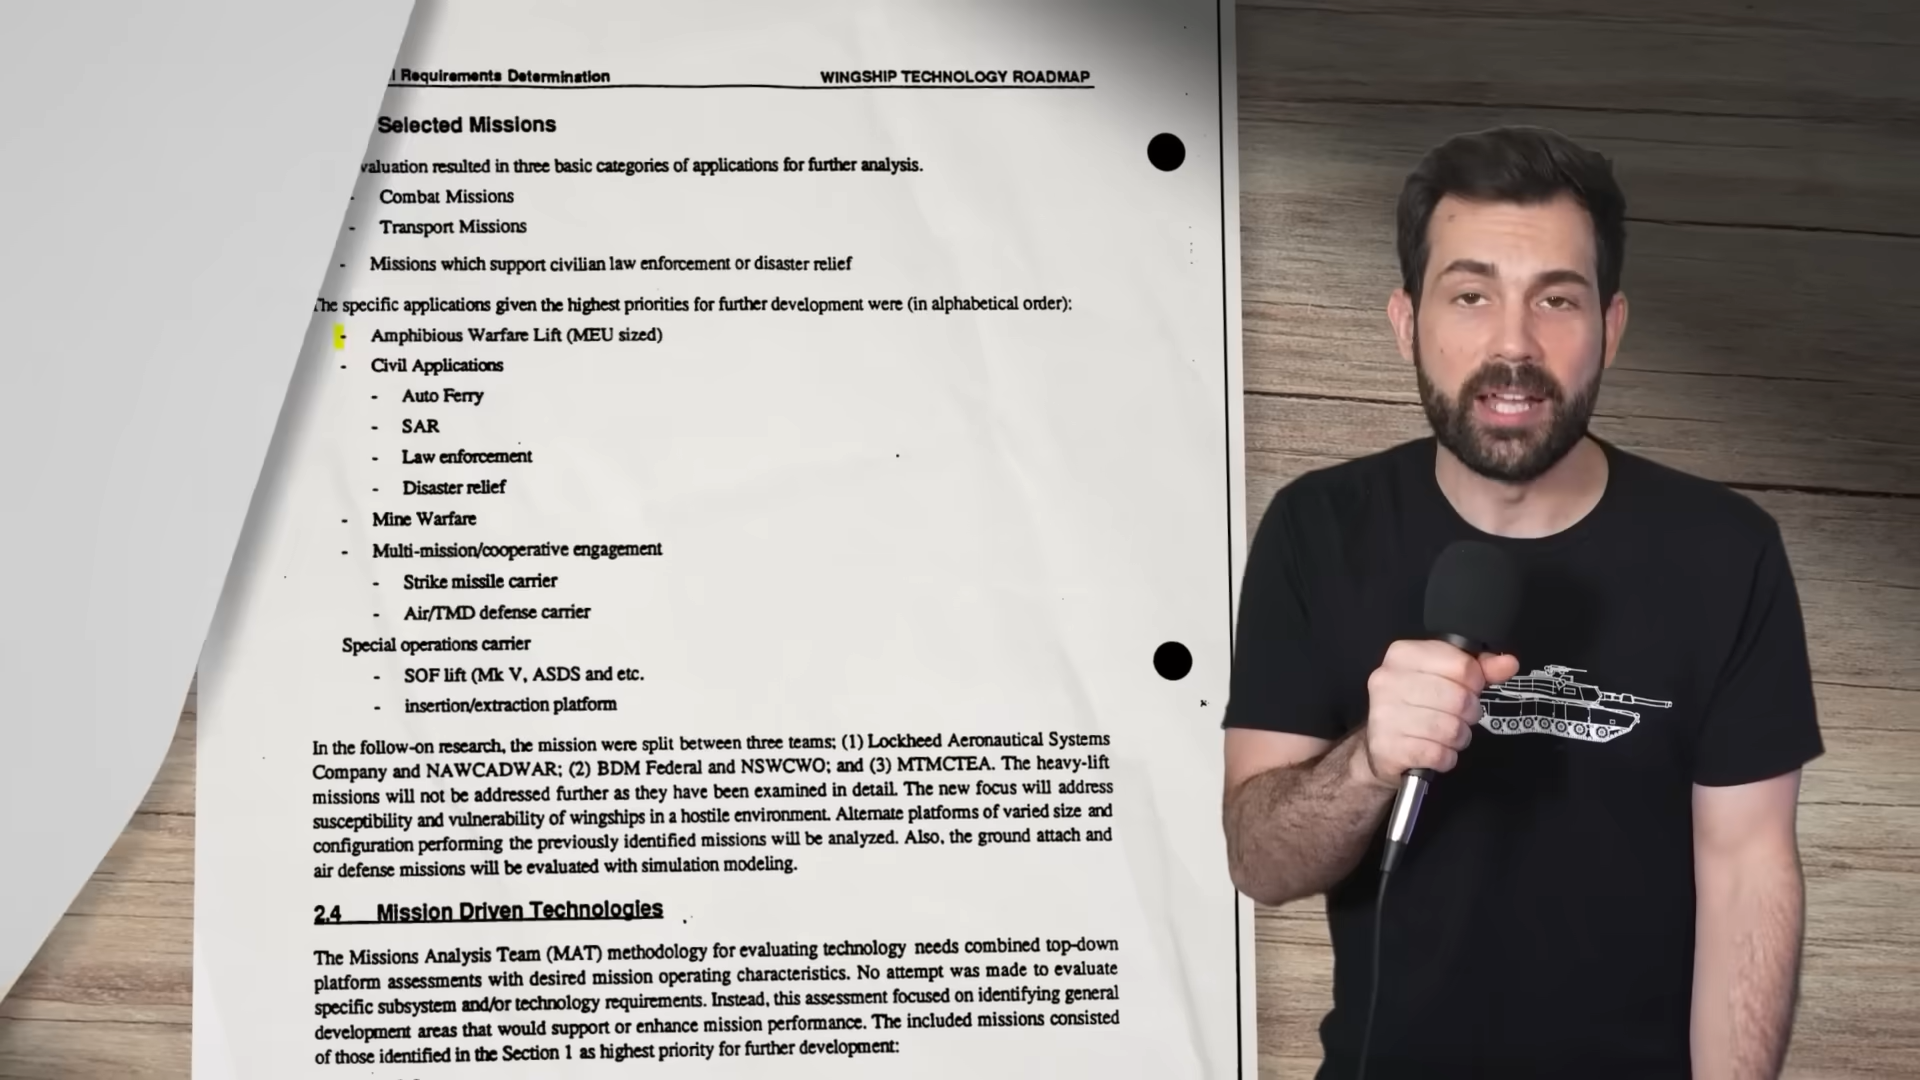 Requirements Determination WINGSHIP TECHNOLOGY ROADMAP
Selected Missions
valuation resulted in three basic categories of applications for further analysis.
- Combat Missions
- Transport Missions
- Missions which support civilian law enforcement or disaster relief
The specific applications given the highest priorities for further development were (in alphabetical order):
- Amphibious Warfare Lift (MEU sized)
- Civil Applications
- Auto Ferry
- SAR
- Law enforcement
- Disaster relief
- Mine Warfare
- Multi-mission/cooperative engagement
- Strike missile carrier
- Air/TMD defense carrier
Special operations carrier
- SOF lift (Mk V, ASDS and etc.
- insertion/extraction platform
In the follow-on research, the mission were split between three teams; (1) Lockheed Aeronautical Systems
Company and NAWCADWAR; (2) BDM Federal and NSWCWO; and (3) MTMCTEA. The heavy-lift
missions will not be addressed further as they have been examined in detail. The new focus will address
susceptibility and vulnerability of wingships in a hostile environment. Alternate platforms of varied size and
configuration performing the previously identified missions will be analyzed. Also, the ground attach and
air defense missions will be evaluated with simulation modeling.
2.4 Mission Driven Technologies
The Missions Analysis Team (MAT) methodology for evaluating technology needs combined top-down
platform assessments with desired mission operating characteristics. No attempt was made to evaluate
specific subsystem and/or technology requirements. Instead, this assessment focused on identifying general
development areas that would support or enhance mission performance. The included missions consisted
of those identified in the Section 1 as highest priority for further development: